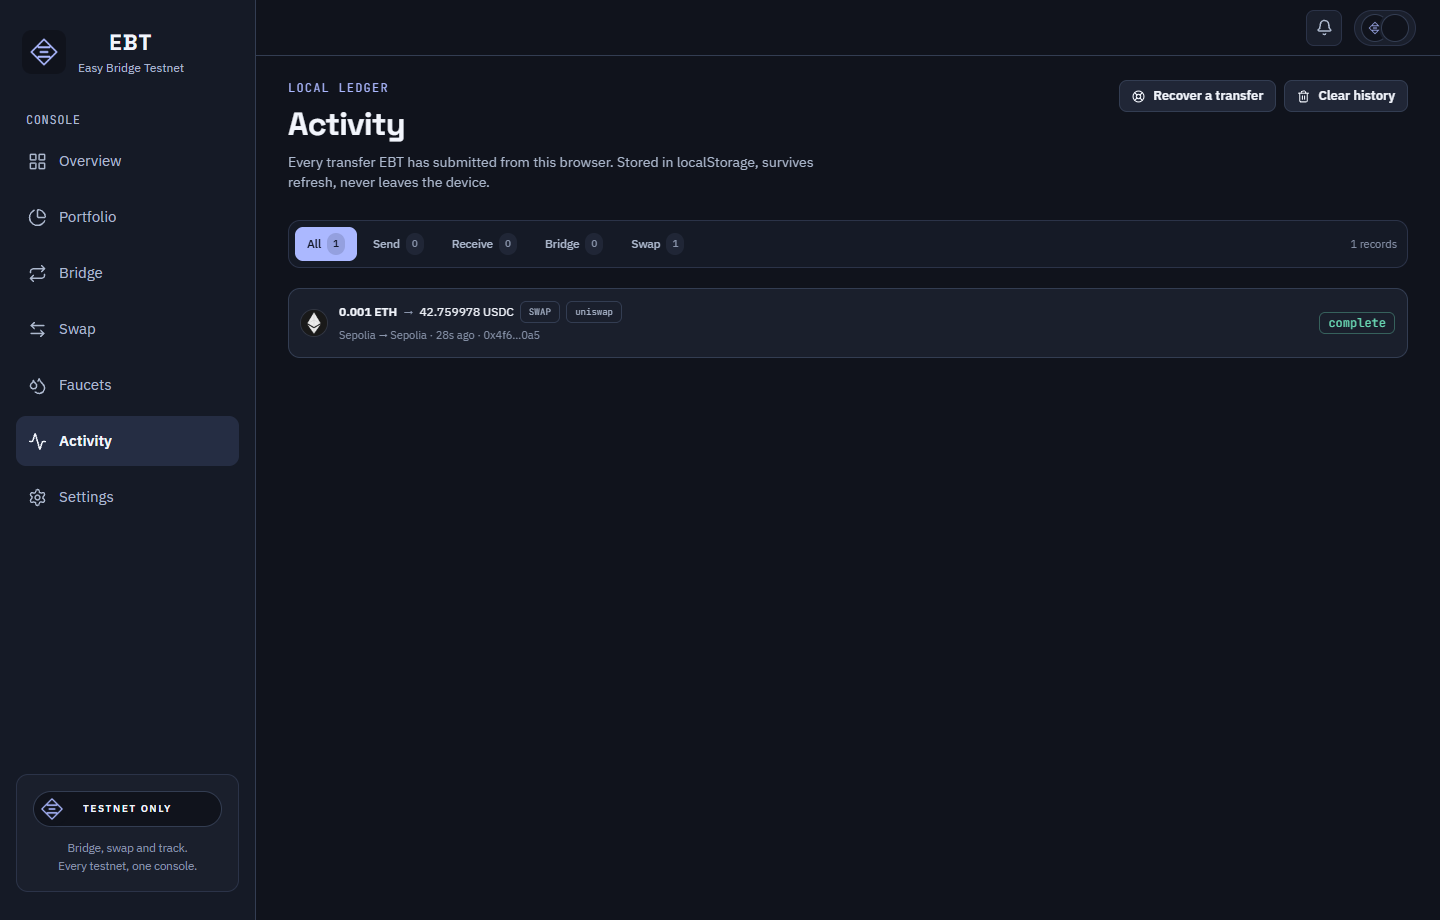 EBT
Easy Bridge Testnet
CONSOLE
Overview
Portfolio
Bridge
Swap
Faucets
Activity
Settings
TESTNET ONLY
Bridge, swap and track.
Every testnet, one console.
LOCAL LEDGER
Activity
Every transfer EBT has submitted from this browser. Stored in localStorage, survives
refresh, never leaves the device.
Recover a transfer
Clear history
All 1 Send 0 Receive 0 Bridge 0 Swap 1 1 records
0.001 ETH → 42.759978 USDC SWAP uniswap
Sepolia → Sepolia · 28s ago · 0x4f6…0a5
complete